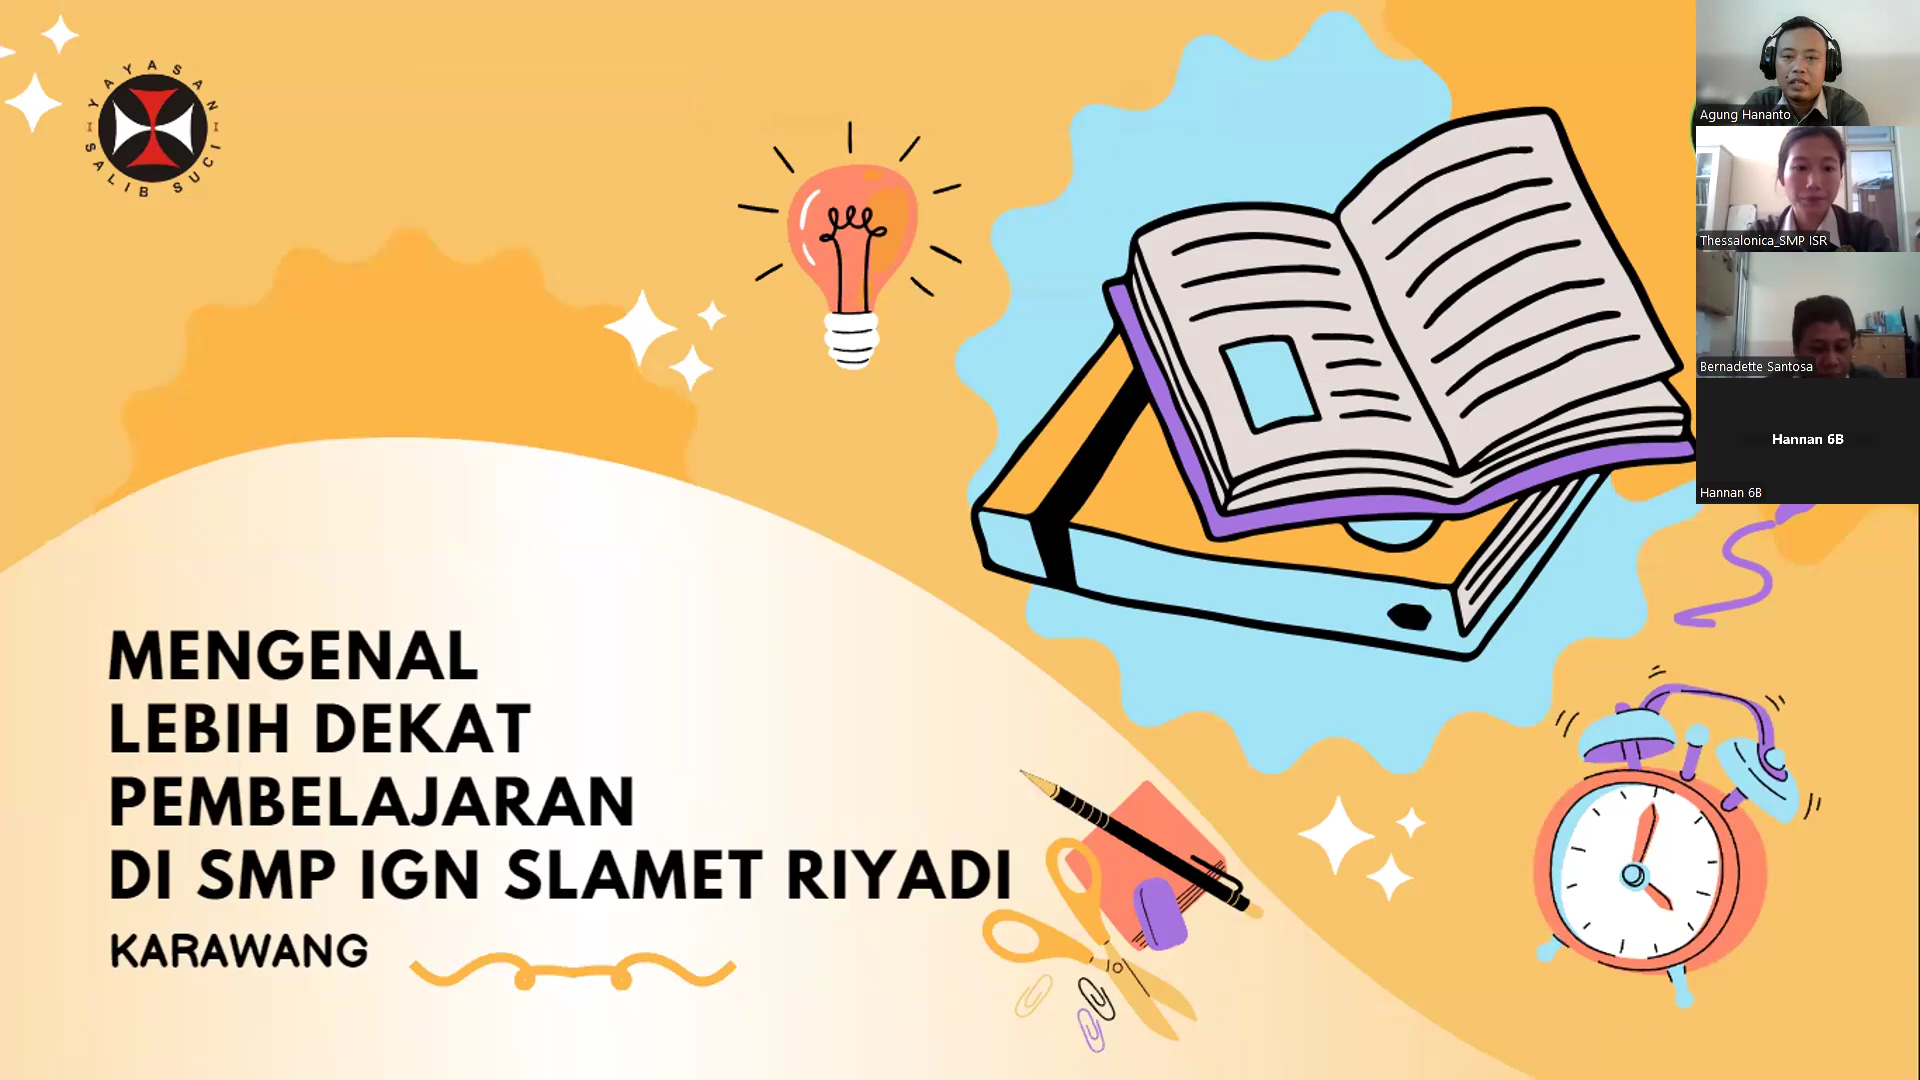 YAYASAN
SALIB SUCI
MENGENAL
LEBIH DEKAT
PEMBELAJARAN
DI SMP IGN SLAMET RIYADI
KARAWANG
Agung Hananto
Thessalonica_SMP ISR
Bernadette Santosa
Hannan 6B
Hannan 6B